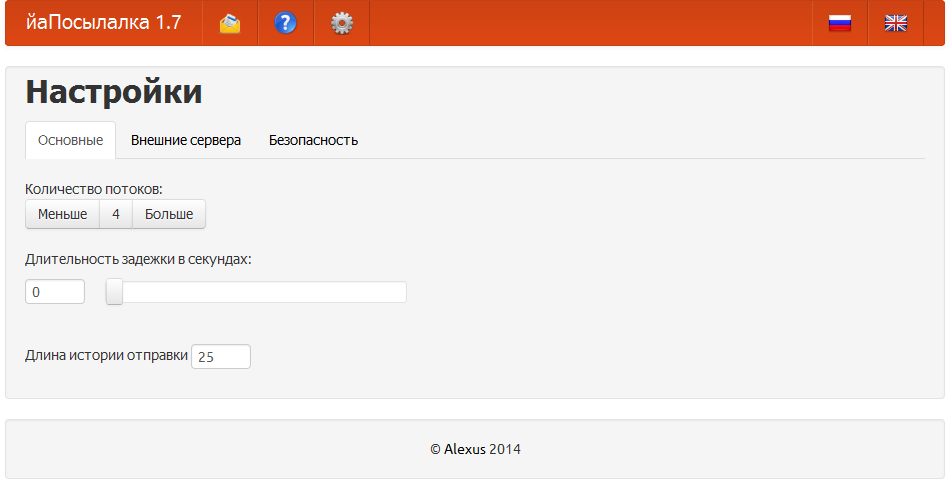 йаПосылалка 1.7
Настройки
Основные Внешние сервера Безопасность
Количество потоков:
Меньше 4 Больше
Длительность задежки в секундах:
0
Длина истории отправки 25
© Alexus 2014